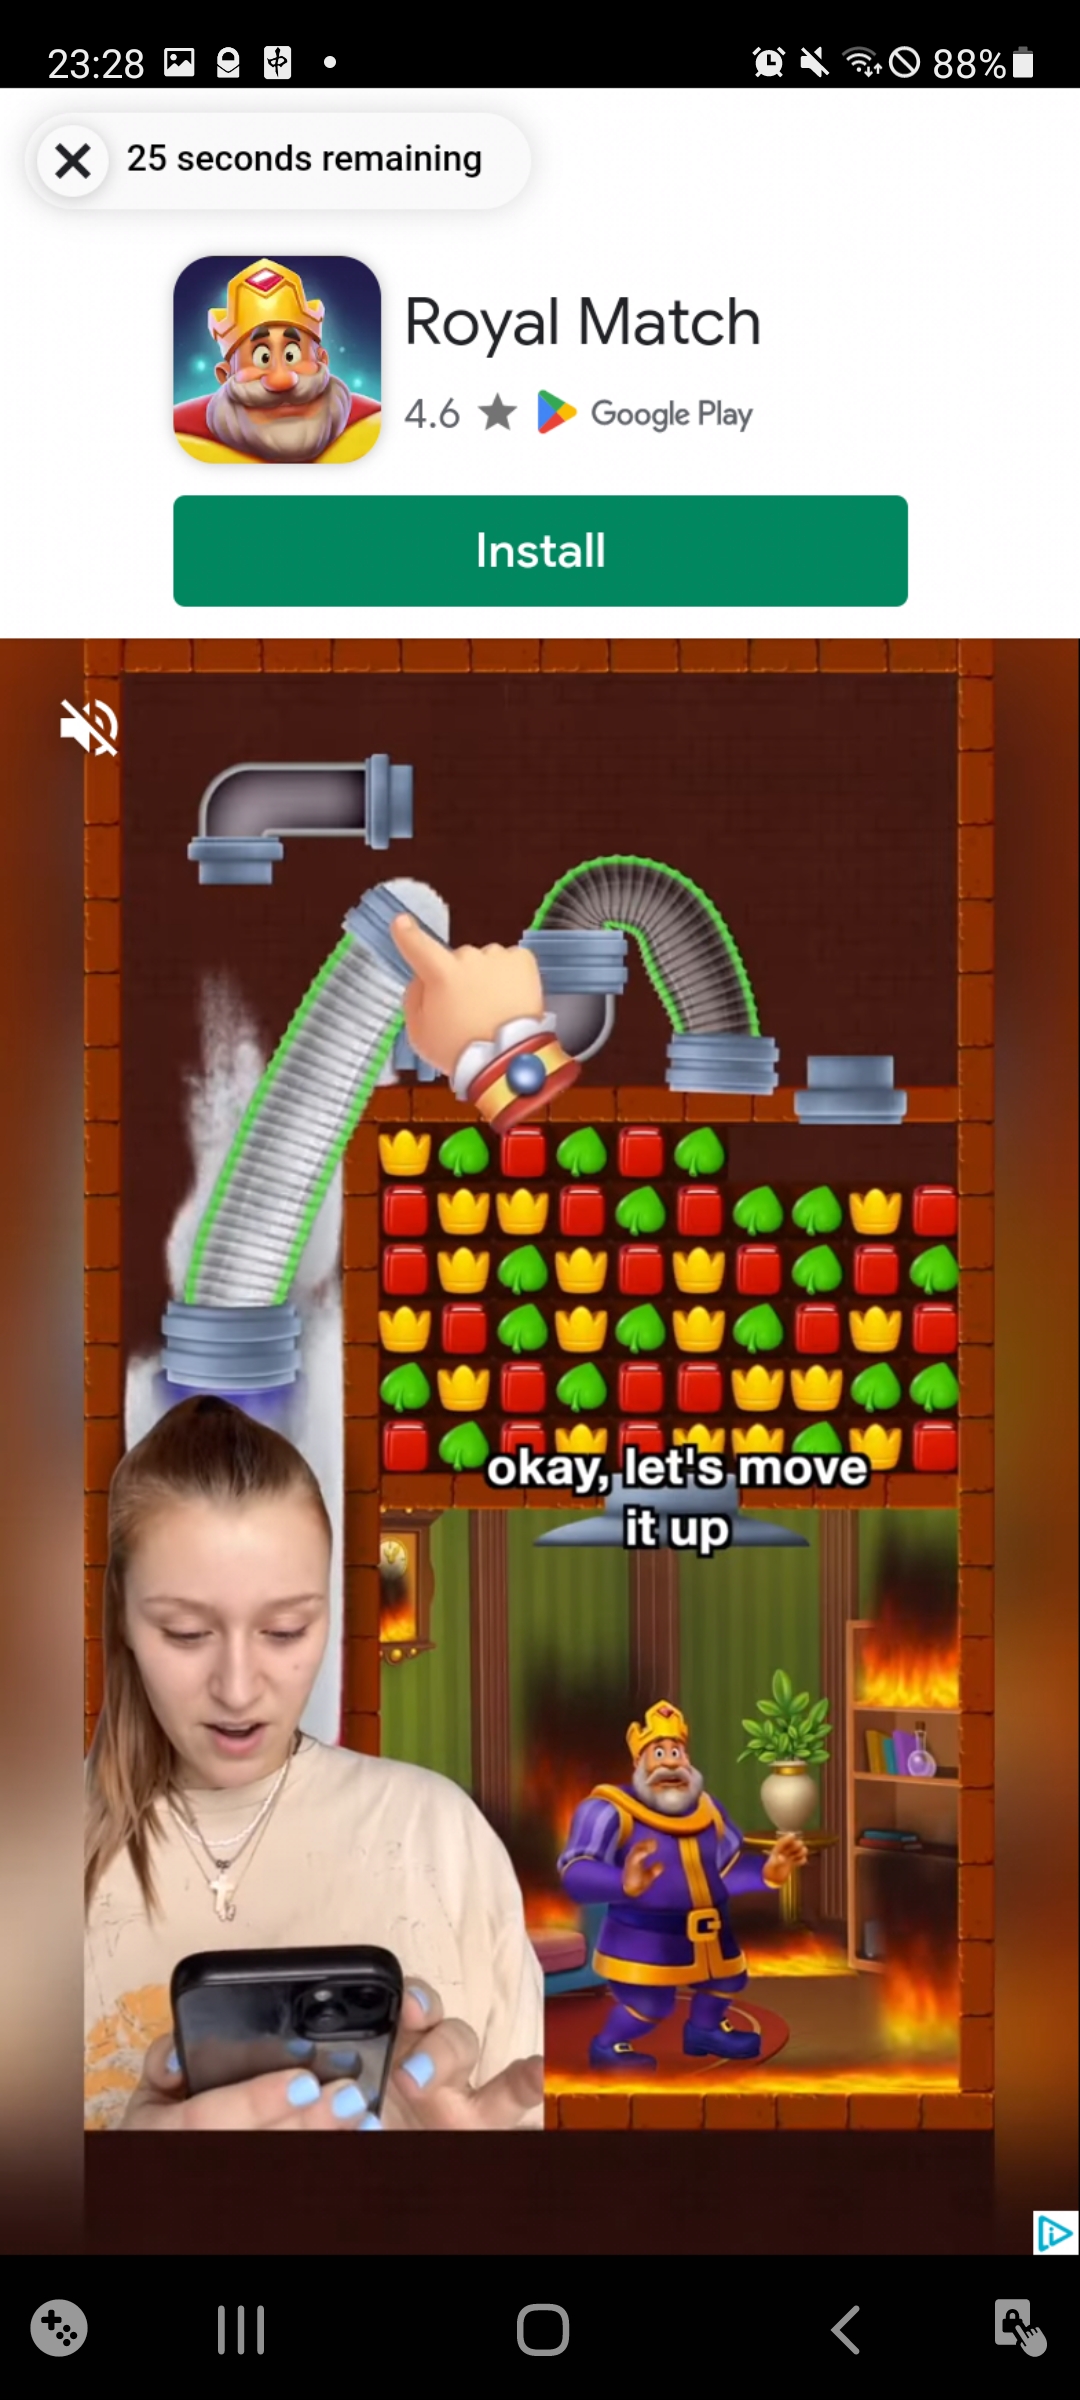 23:28
88%
25 seconds remaining
Royal Match
4.6 ★ Google Play
Install
okay, let's move
it up